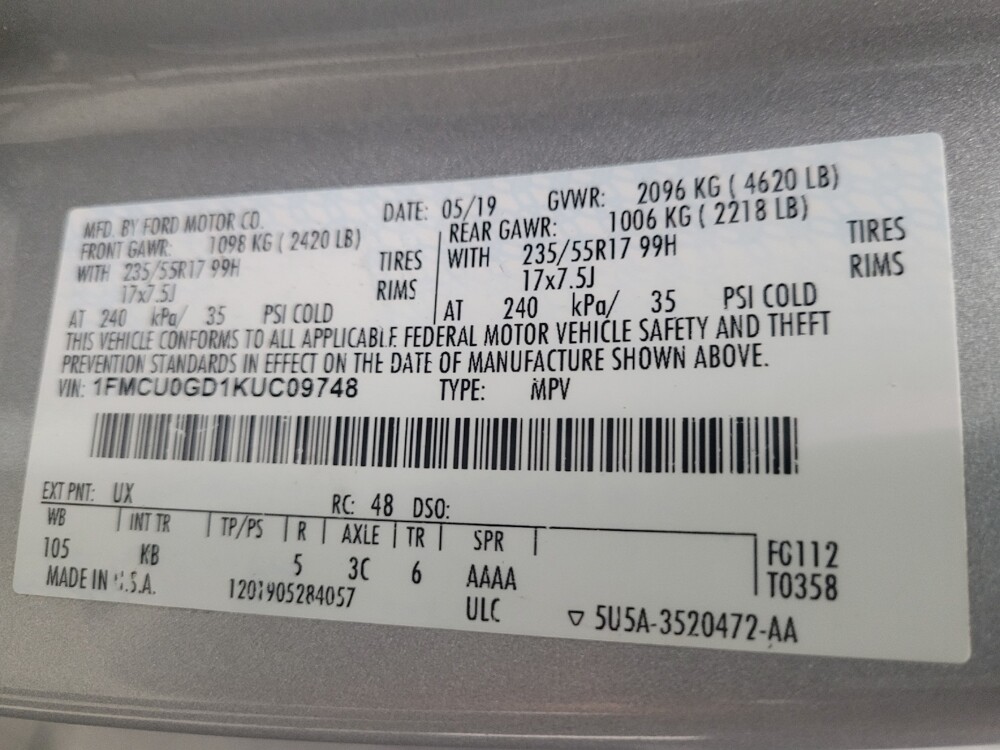 MFD. BY FORD MOTOR CO. DATE: 05/19 GVWR: 2096 KG ( 4620 LB)
FRONT GAWR: 1098 KG ( 2420 LB) REAR GAWR: 1006 KG ( 2218 LB)
WITH 235/55R17 99H TIRES WITH 235/55R17 99H TIRES
17x7.5J RIMS 17x7.5J RIMS
AT 240 kPa/ 35 PSI COLD AT 240 kPa/ 35 PSI COLD
THIS VEHICLE CONFORMS TO ALL APPLICABLE FEDERAL MOTOR VEHICLE SAFETY AND THEFT
PREVENTION STANDARDS IN EFFECT ON THE DATE OF MANUFACTURE SHOWN ABOVE.
VIN: 1FMCU0GD1KUC09748 TYPE: MPV
EXT PNT: UX RC: 48 DSO:
WB INT TR TP/PS R AXLE TR SPR
105 KB 5 3C 6 AAAA FG112
MADE IN U.S.A. 1201905284057 ULC T0358
▽ 5U5A-3520472-AA